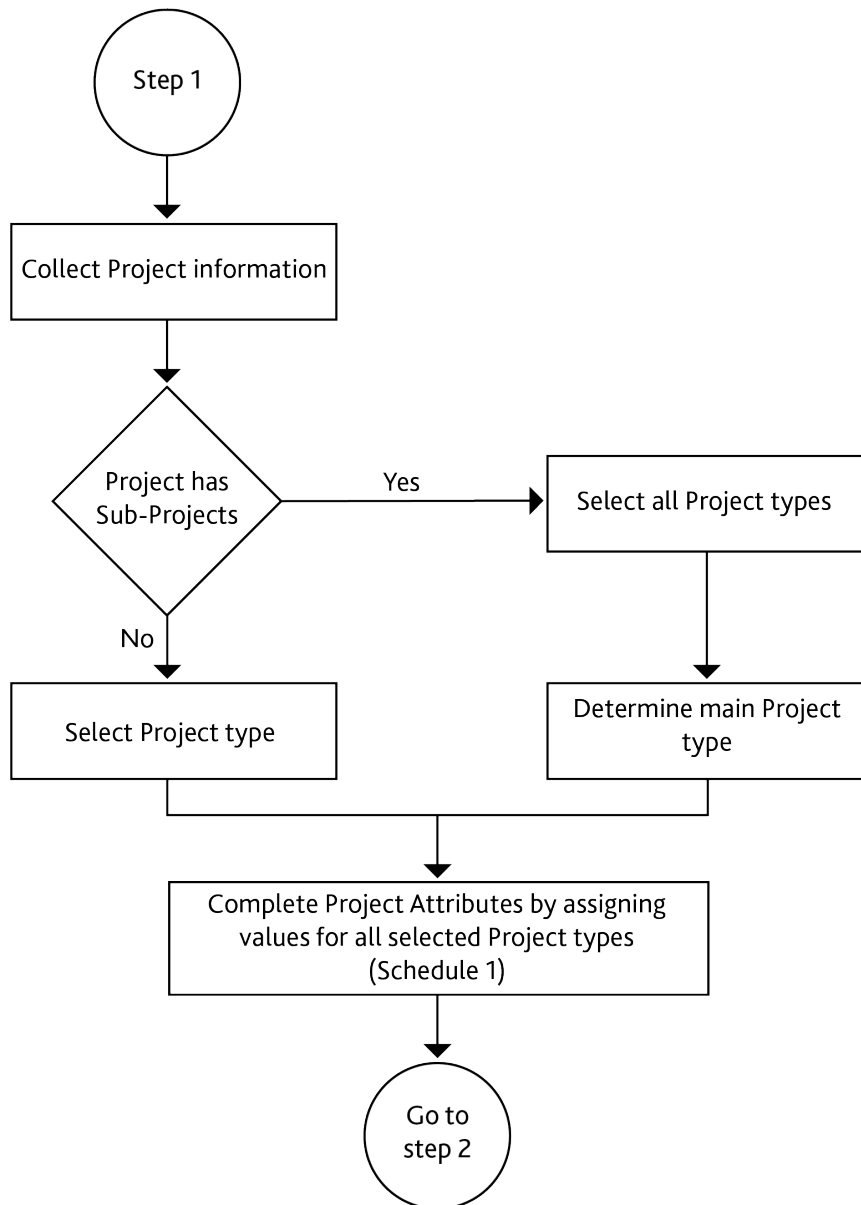 Step 1
Collect Project information
Project has
Sub-Projects
Yes
Select all Project types
No
Select Project type
Determine main Project
type
Complete Project Attributes by assigning
values for all selected Project types
(Schedule 1)
Go to
step 2